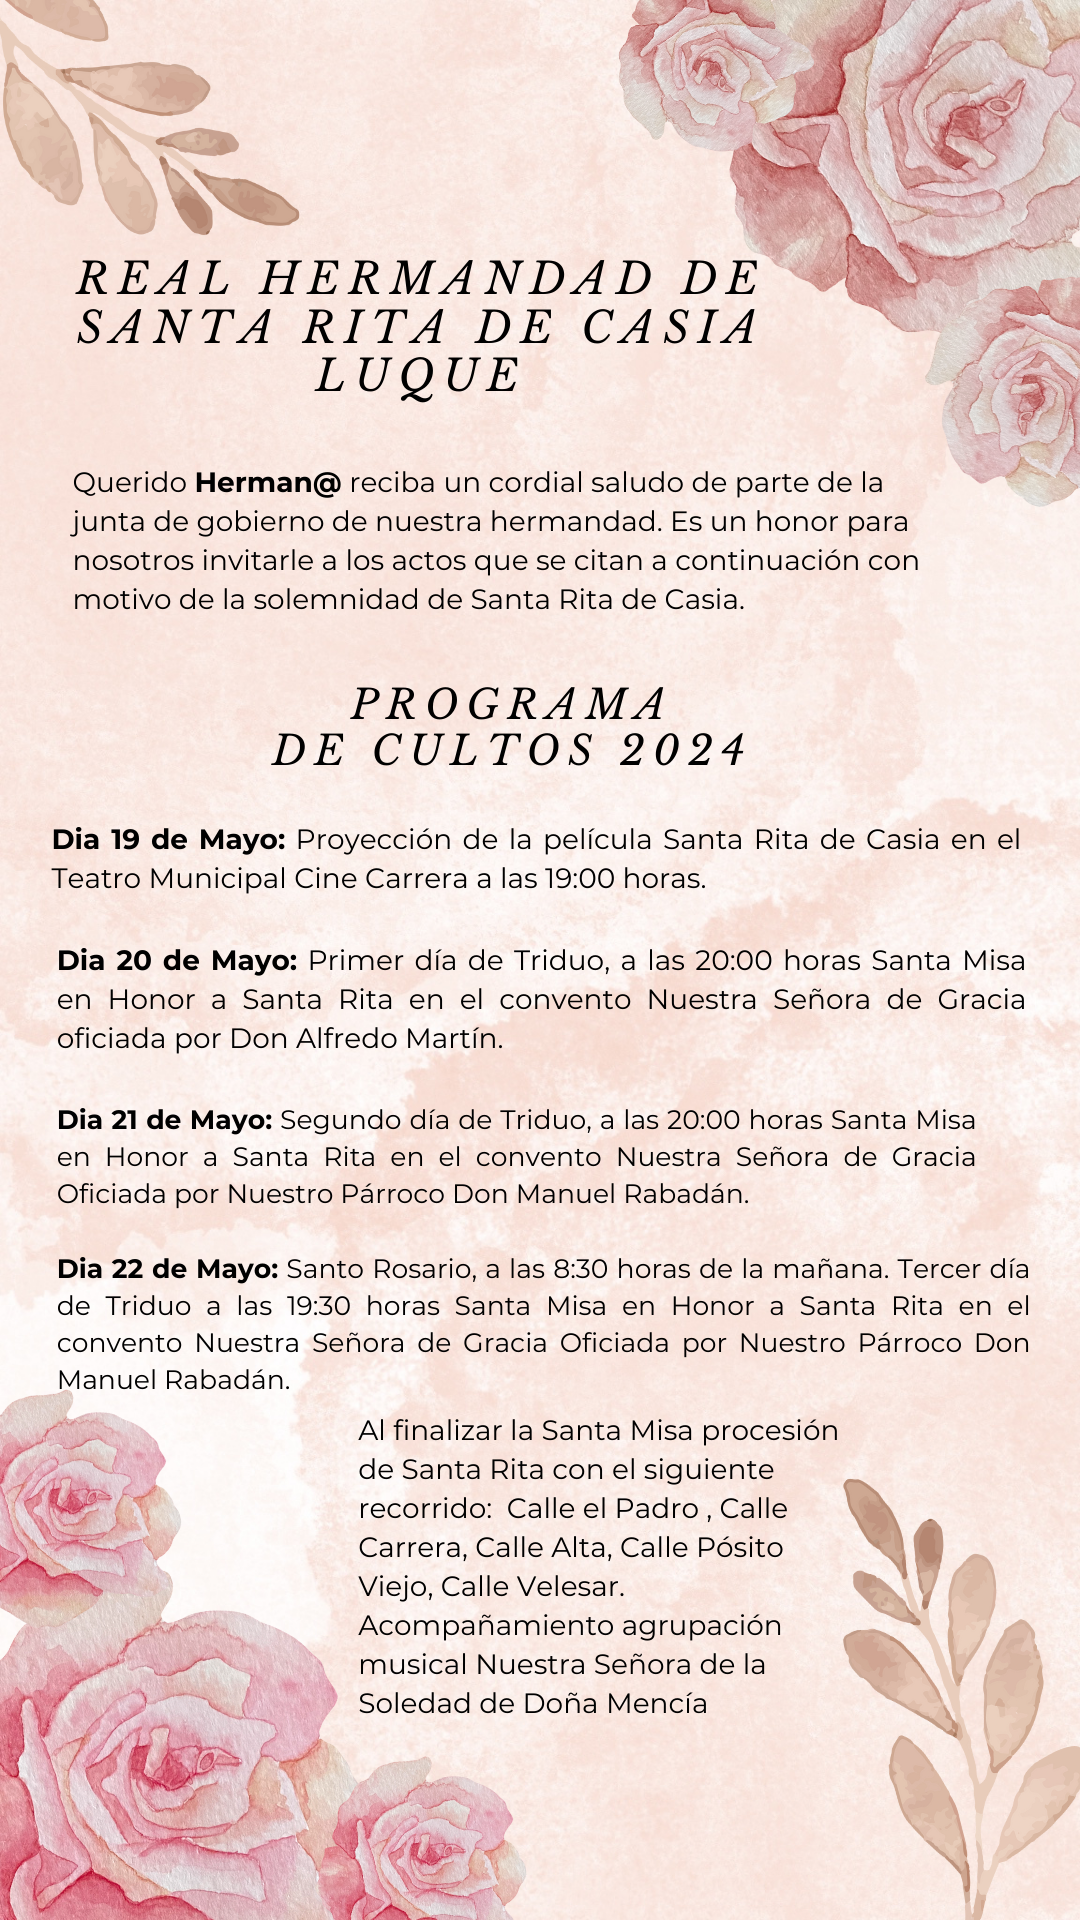 REAL HERMANDAD DE
SANTA RITA DE CASIA
LUQUE
Querido Herman@ reciba un cordial saludo de parte de la
junta de gobierno de nuestra hermandad. Es un honor para
nosotros invitarle a los actos que se citan a continuación con
motivo de la solemnidad de Santa Rita de Casia.
PROGRAMA
DE CULTOS 2024
Dia 19 de Mayo: Proyección de la película Santa Rita de Casia en el
Teatro Municipal Cine Carrera a las 19:00 horas.
Dia 20 de Mayo: Primer día de Triduo, a las 20:00 horas Santa Misa
en Honor a Santa Rita en el convento Nuestra Señora de Gracia
oficiada por Don Alfredo Martín.
Dia 21 de Mayo: Segundo día de Triduo, a las 20:00 horas Santa Misa
en Honor a Santa Rita en el convento Nuestra Señora de Gracia
Oficiada por Nuestro Párroco Don Manuel Rabadán.
Dia 22 de Mayo: Santo Rosario, a las 8:30 horas de la mañana. Tercer día
de Triduo a las 19:30 horas Santa Misa en Honor a Santa Rita en el
convento Nuestra Señora de Gracia Oficiada por Nuestro Párroco Don
Manuel Rabadán.
Al finalizar la Santa Misa procesión
de Santa Rita con el siguiente
recorrido:  Calle el Padro , Calle
Carrera, Calle Alta, Calle Pósito
Viejo, Calle Velesar.
Acompañamiento agrupación
musical Nuestra Señora de la
Soledad de Doña Mencía